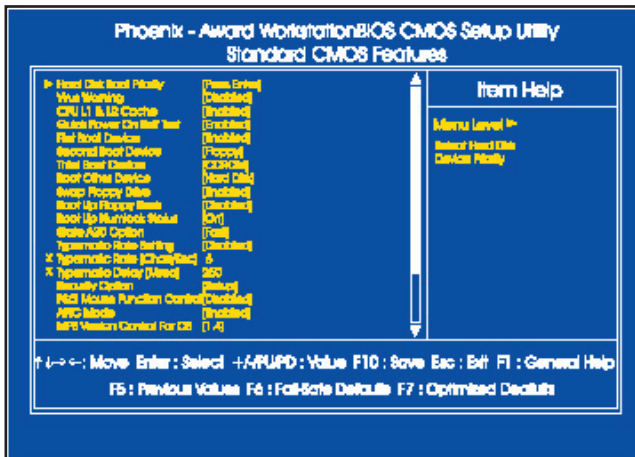 Phoenix - Award WorkstationBIOS CMOS Setup Utility
Standard CMOS Features
Hard Disk Boot Priority [Press Enter]
Virus Warning [Disabled]
CPU L1 & L2 Cache [Enabled]
Quick Power On Self Test [Enabled]
First Boot Device [Enabled]
Second Boot Device [Floppy]
Third Boot Device [CDROM]
Boot Other Device [Hard Disk]
Swap Floppy Drive [Enabled]
Boot Up Floppy Seek [Disabled]
Boot Up Numlock Status [On]
Gate A20 Option [Fast]
Typematic Rate Setting [Disabled]
X Typematic Rate [Chars/Sec] 6
X Typematic Delay [Msec] 250
Security Option [Setup]
PS/2 Mouse Function Control [Disabled]
APIC Mode [Enabled]
MPS Version Control For OS [1.4]
Item Help
Menu Level ►
Select Hard Disk
Device Priority
↑↓→←: Move Enter : Select +/-/PU/PD : Value F10 : Save Esc : Exit F1 : General Help
F5 : Previous Values F6 : Fail-Safe Defaults F7 : Optimized